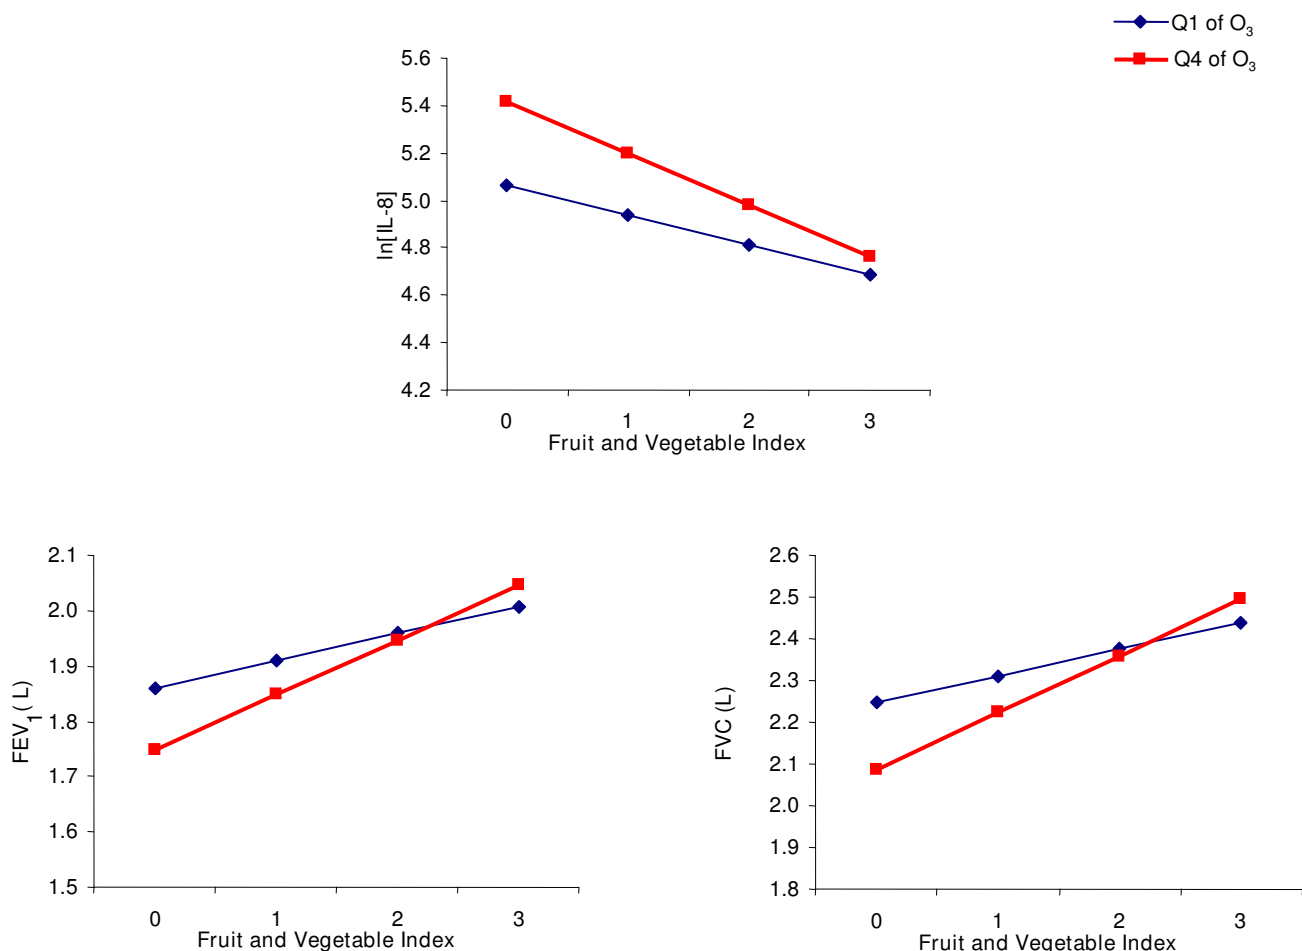 Q1 of O3
Q4 of O3
5.6
5.4
5.2
5.0
4.8
4.6
4.4
4.2
ln[IL-8]
0 1 2 3
Fruit and Vegetable Index
2.1
2.0
1.9
1.8
1.7
1.6
1.5
FEV1 ( L)
0 1 2 3
Fruit and Vegetable Index
2.6
2.5
2.4
2.3
2.2
2.1
2.0
1.9
1.8
FVC (L)
0 1 2 3
Fruit and Vegetable Index